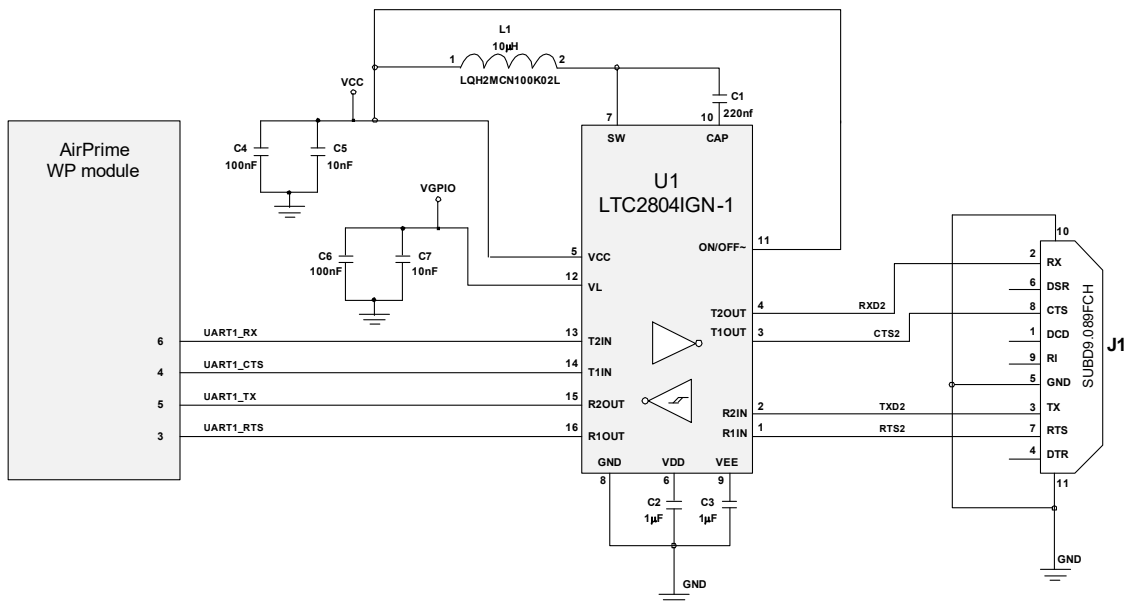 L1
10µH
1
2
LQH2MCN100K02L
VCC
C1
220nf
7
10
SW
CAP
AirPrime
WP module
C4
100nF
C5
10nF
U1
LTC2804IGN-1
VGPIO
11
ON/OFF~
10
5
VCC
C6
100nF
C7
10nF
12
VL
2
RX
6
DSR
4
T2OUT
RXD2
8
CTS
3
T1OUT
CTS2
1
DCD
6
UART1_RX
13
T2IN
9
RI
J1
SUBD9.089FCH
4
UART1_CTS
14
T1IN
5
GND
5
UART1_TX
15
R2OUT
2
R2IN
TXD2
3
TX
3
UART1_RTS
16
R1OUT
1
R1IN
RTS2
7
RTS
4
DTR
GND
VDD
VEE
8
6
9
11
C2
1µF
C3
1µF
GND
GND